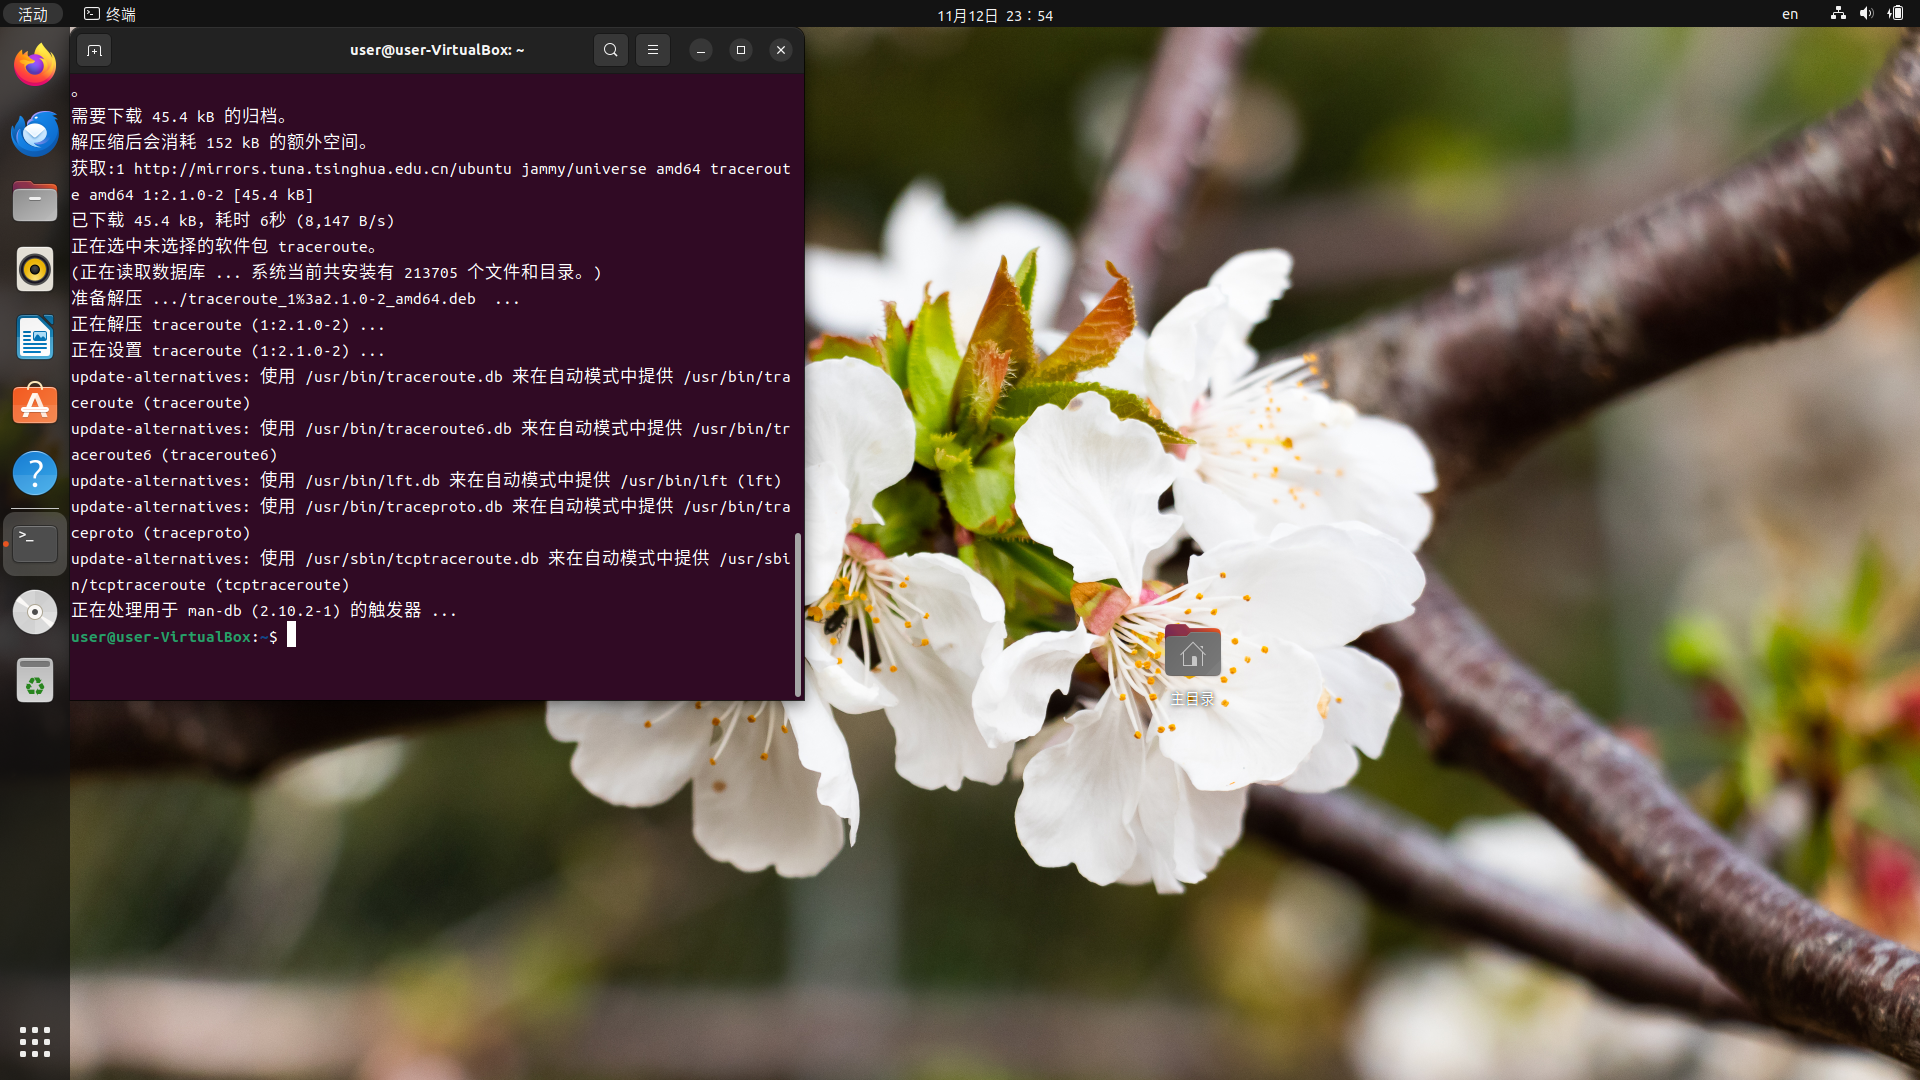 活动
终端
11月12日 23：54
en
user@user-VirtualBox: ~
。
需要下载 45.4 kB 的归档。
解压缩后会消耗 152 kB 的额外空间。
获取:1 http://mirrors.tuna.tsinghua.edu.cn/ubuntu jammy/universe amd64 tracerout
e amd64 1:2.1.0-2 [45.4 kB]
已下载 45.4 kB，耗时 6秒 (8,147 B/s)
正在选中未选择的软件包 traceroute。
(正在读取数据库 ... 系统当前共安装有 213705 个文件和目录。)
准备解压 .../traceroute_1%3a2.1.0-2_amd64.deb  ...
正在解压 traceroute (1:2.1.0-2) ...
正在设置 traceroute (1:2.1.0-2) ...
update-alternatives: 使用 /usr/bin/traceroute.db 来在自动模式中提供 /usr/bin/tra
ceroute (traceroute)
update-alternatives: 使用 /usr/bin/traceroute6.db 来在自动模式中提供 /usr/bin/tr
aceroute6 (traceroute6)
update-alternatives: 使用 /usr/bin/lft.db 来在自动模式中提供 /usr/bin/lft (lft)
update-alternatives: 使用 /usr/bin/traceproto.db 来在自动模式中提供 /usr/bin/tra
ceproto (traceproto)
update-alternatives: 使用 /usr/sbin/tcptraceroute.db 来在自动模式中提供 /usr/sbi
n/tcptraceroute (tcptraceroute)
正在处理用于 man-db (2.10.2-1) 的触发器 ...
user@user-VirtualBox:~$
主目录